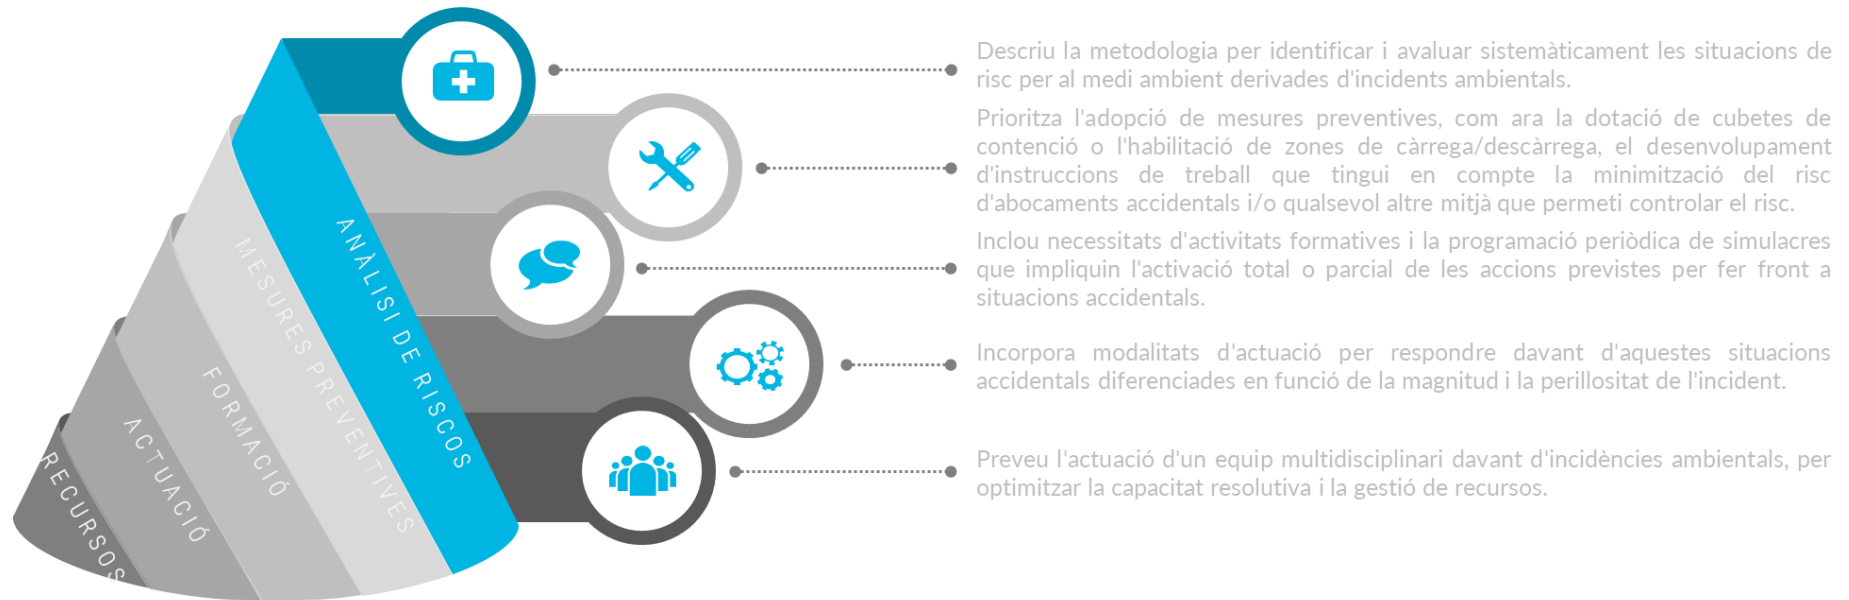 ANÀLISI DE RISCOS
MESURES PREVENTIVES
FORMACIÓ
ACTUACIÓ
RECURSOS
Descriu la metodologia per identificar i avaluar sistemàticament les situacions de
risc per al medi ambient derivades d'incidents ambientals.
Prioritza l'adopció de mesures preventives, com ara la dotació de cubetes de
contenció o l'habilitació de zones de càrrega/descàrrega, el desenvolupament
d'instruccions de treball que tingui en compte la minimització del risc
d'abocaments accidentals i/o qualsevol altre mitjà que permeti controlar el risc.
Inclou necessitats d'activitats formatives i la programació periòdica de simulacres
que impliquin l'activació total o parcial de les accions previstes per fer front a
situacions accidentals.
Incorpora modalitats d'actuació per respondre davant d'aquestes situacions
accidentals diferenciades en funció de la magnitud i la perillositat de l'incident.
Preveu l'actuació d'un equip multidisciplinari davant d'incidències ambientals, per
optimitzar la capacitat resolutiva i la gestió de recursos.